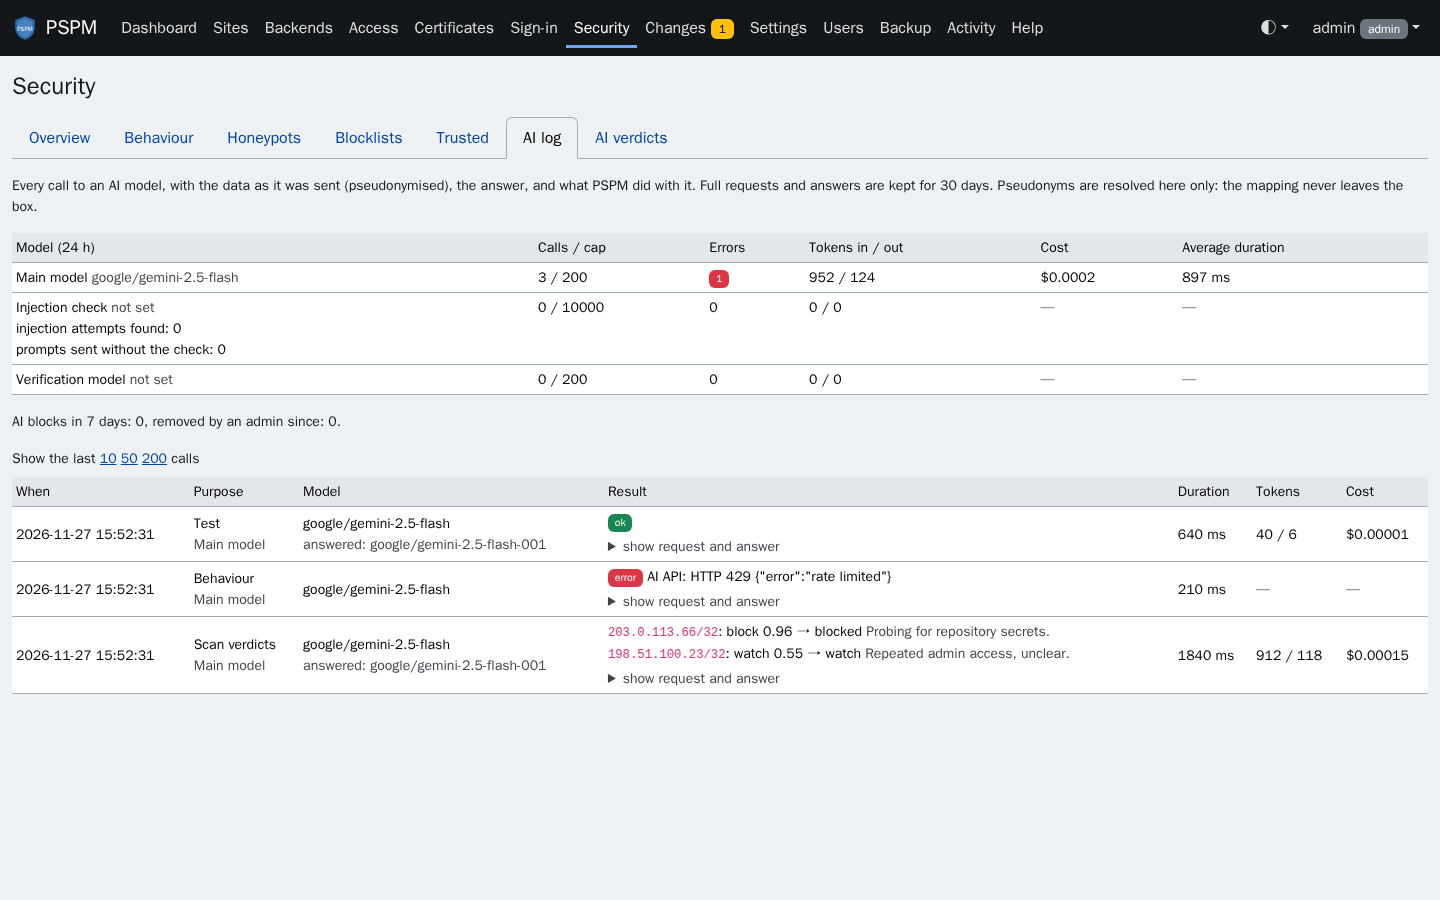 PSPM Dashboard Sites Backends Access Certificates Sign-in Security Changes 1 Settings Users Backup Activity Help admin admin
Security
Overview Behaviour Honeypots Blocklists Trusted AI log AI verdicts
Every call to an AI model, with the data as it was sent (pseudonymised), the answer, and what PSPM did with it. Full requests and answers are kept for 30 days. Pseudonyms are resolved here only: the mapping never leaves the
box.
Model (24 h) Calls / cap Errors Tokens in / out Cost Average duration
Main model google/gemini-2.5-flash 3 / 200 1 952 / 124 $0.0002 897 ms
Injection check not set 0 / 10000 0 0 / 0 — —
injection attempts found: 0
prompts sent without the check: 0
Verification model not set 0 / 200 0 0 / 0 — —
AI blocks in 7 days: 0, removed by an admin since: 0.
Show the last 10 50 200 calls
When Purpose Model Result Duration Tokens Cost
2026-11-27 15:52:31 Test google/gemini-2.5-flash ok 640 ms 40 / 6 $0.00001
Main model answered: google/gemini-2.5-flash-001 show request and answer
2026-11-27 15:52:31 Behaviour google/gemini-2.5-flash error AI API: HTTP 429 {"error":"rate limited"} 210 ms — —
Main model show request and answer
2026-11-27 15:52:31 Scan verdicts google/gemini-2.5-flash 203.0.113.66/32: block 0.96 → blocked Probing for repository secrets. 1840 ms 912 / 118 $0.00015
Main model answered: google/gemini-2.5-flash-001 198.51.100.23/32: watch 0.55 → watch Repeated admin access, unclear.
show request and answer